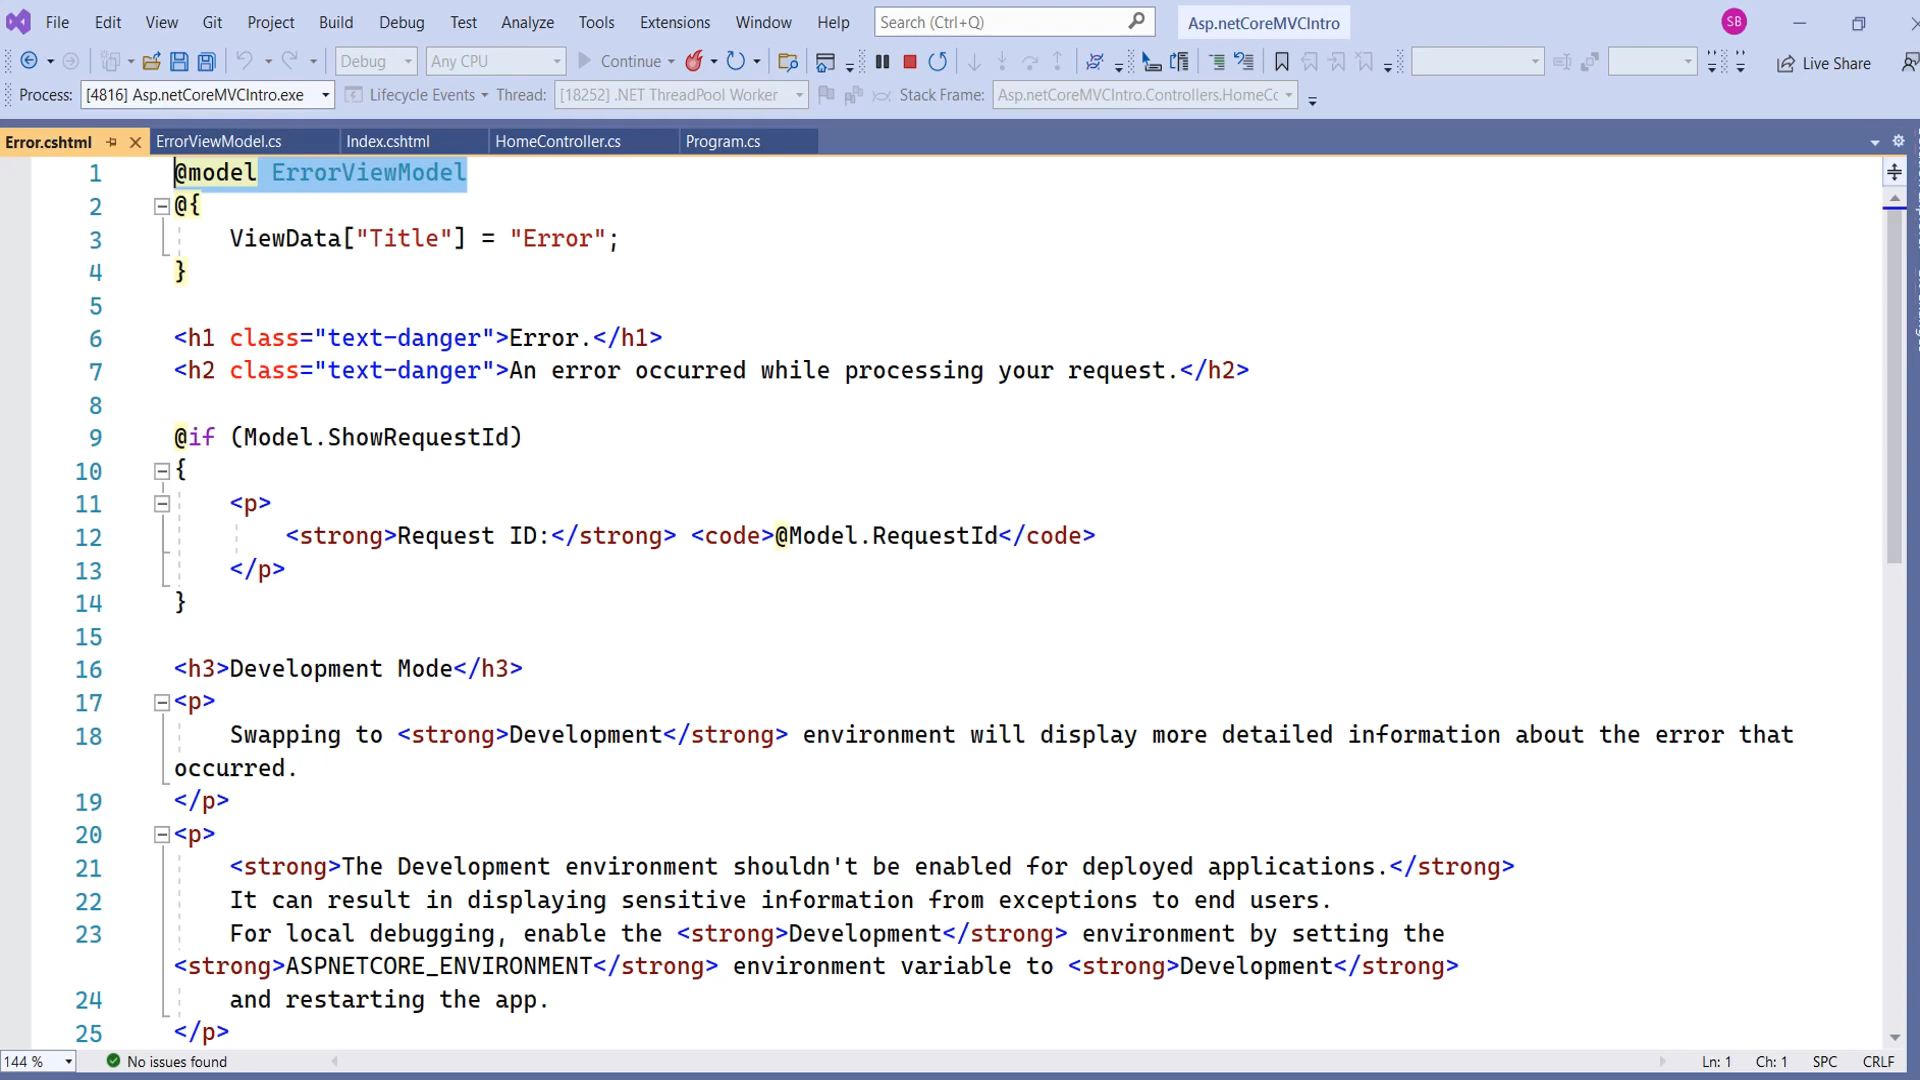 File Edit View Git Project Build Debug Test Analyze Tools Extensions Window Help Search (Ctrl+Q) Asp.netCoreMVCIntro SB
Debug Any CPU Continue Live Share
Process: [4816] Asp.netCoreMVCIntro.exe Lifecycle Events Thread: [18252] .NET ThreadPool Worker Stack Frame: Asp.netCoreMVCIntro.Controllers.HomeCc
Error.cshtml ErrorViewModel.cs Index.cshtml HomeController.cs Program.cs
1 @model ErrorViewModel
2 @{
3 ViewData["Title"] = "Error";
4 }
5
6 <h1 class="text-danger">Error.</h1>
7 <h2 class="text-danger">An error occurred while processing your request.</h2>
8
9 @if (Model.ShowRequestId)
10 {
11 <p>
12 <strong>Request ID:</strong> <code>@Model.RequestId</code>
13 </p>
14 }
15
16 <h3>Development Mode</h3>
17 <p>
18 Swapping to <strong>Development</strong> environment will display more detailed information about the error that
occurred.
19 </p>
20 <p>
21 <strong>The Development environment shouldn't be enabled for deployed applications.</strong>
22 It can result in displaying sensitive information from exceptions to end users.
23 For local debugging, enable the <strong>Development</strong> environment by setting the
<strong>ASPNETCORE_ENVIRONMENT</strong> environment variable to <strong>Development</strong>
24 and restarting the app.
25 </p>
144 % No issues found Ln: 1 Ch: 1 SPC CRLF